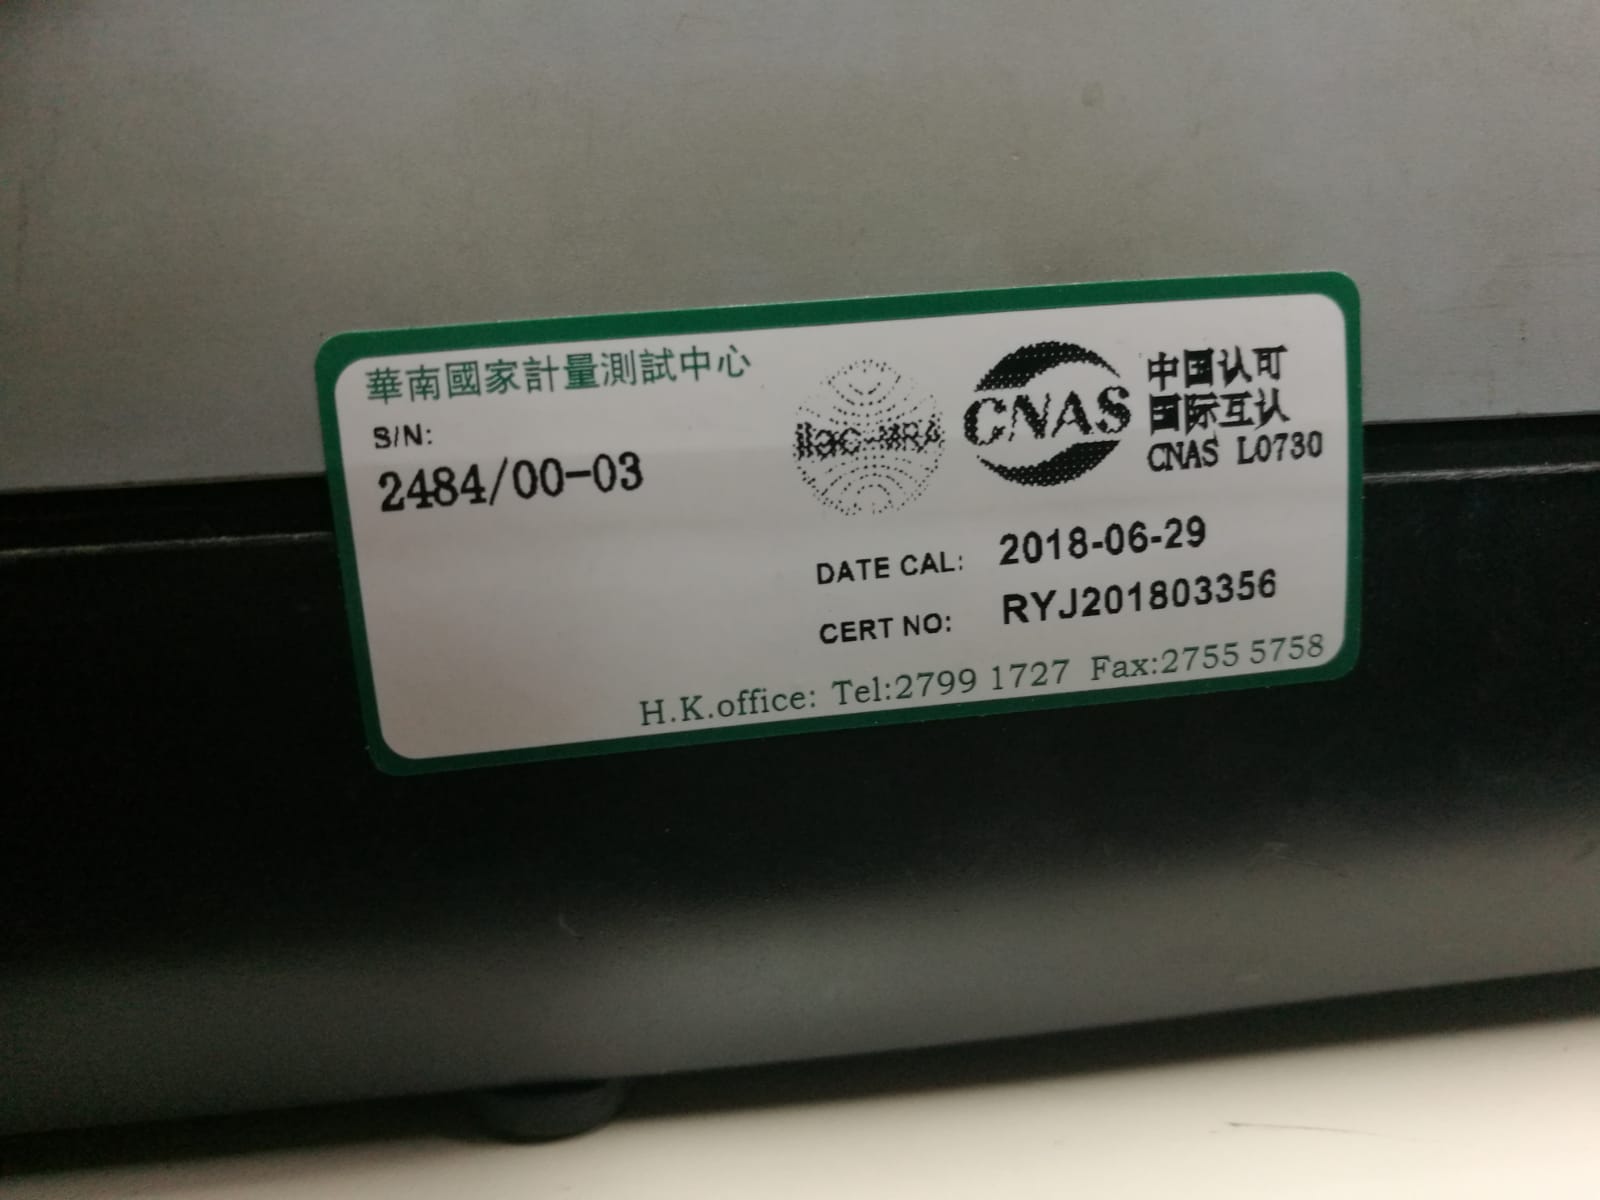 華南國家計量測試中心
S/N:
2484/00-03
ilac-MRA
CNAS
中国认可
国际互认
CNAS L0730
DATE CAL: 2018-06-29
CERT NO: RYJ201803356
H.K.office: Tel:2799 1727 Fax:2755 5758